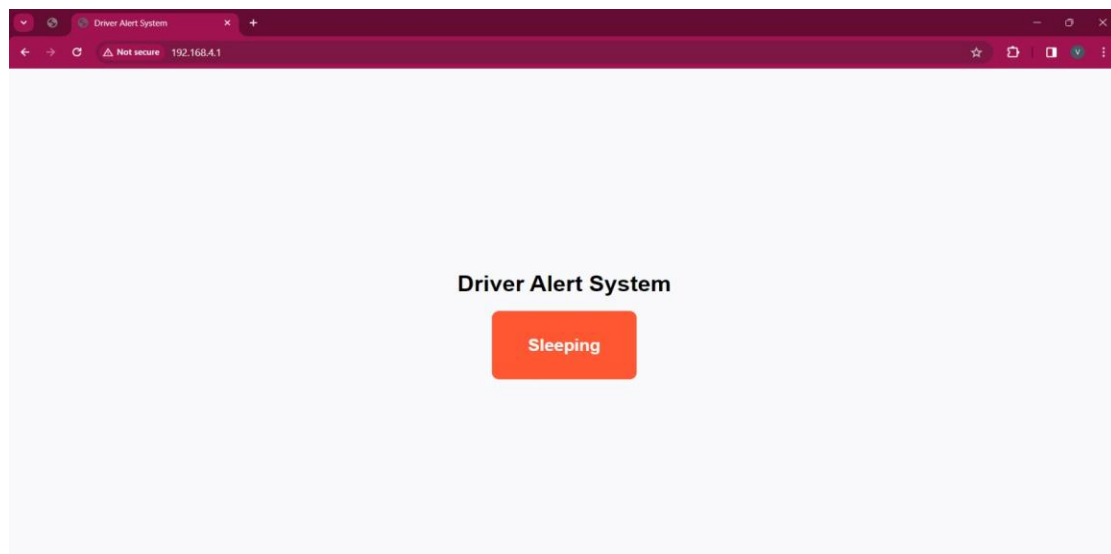 Driver Alert System
Not secure 192.168.4.1
V
Driver Alert System
Sleeping